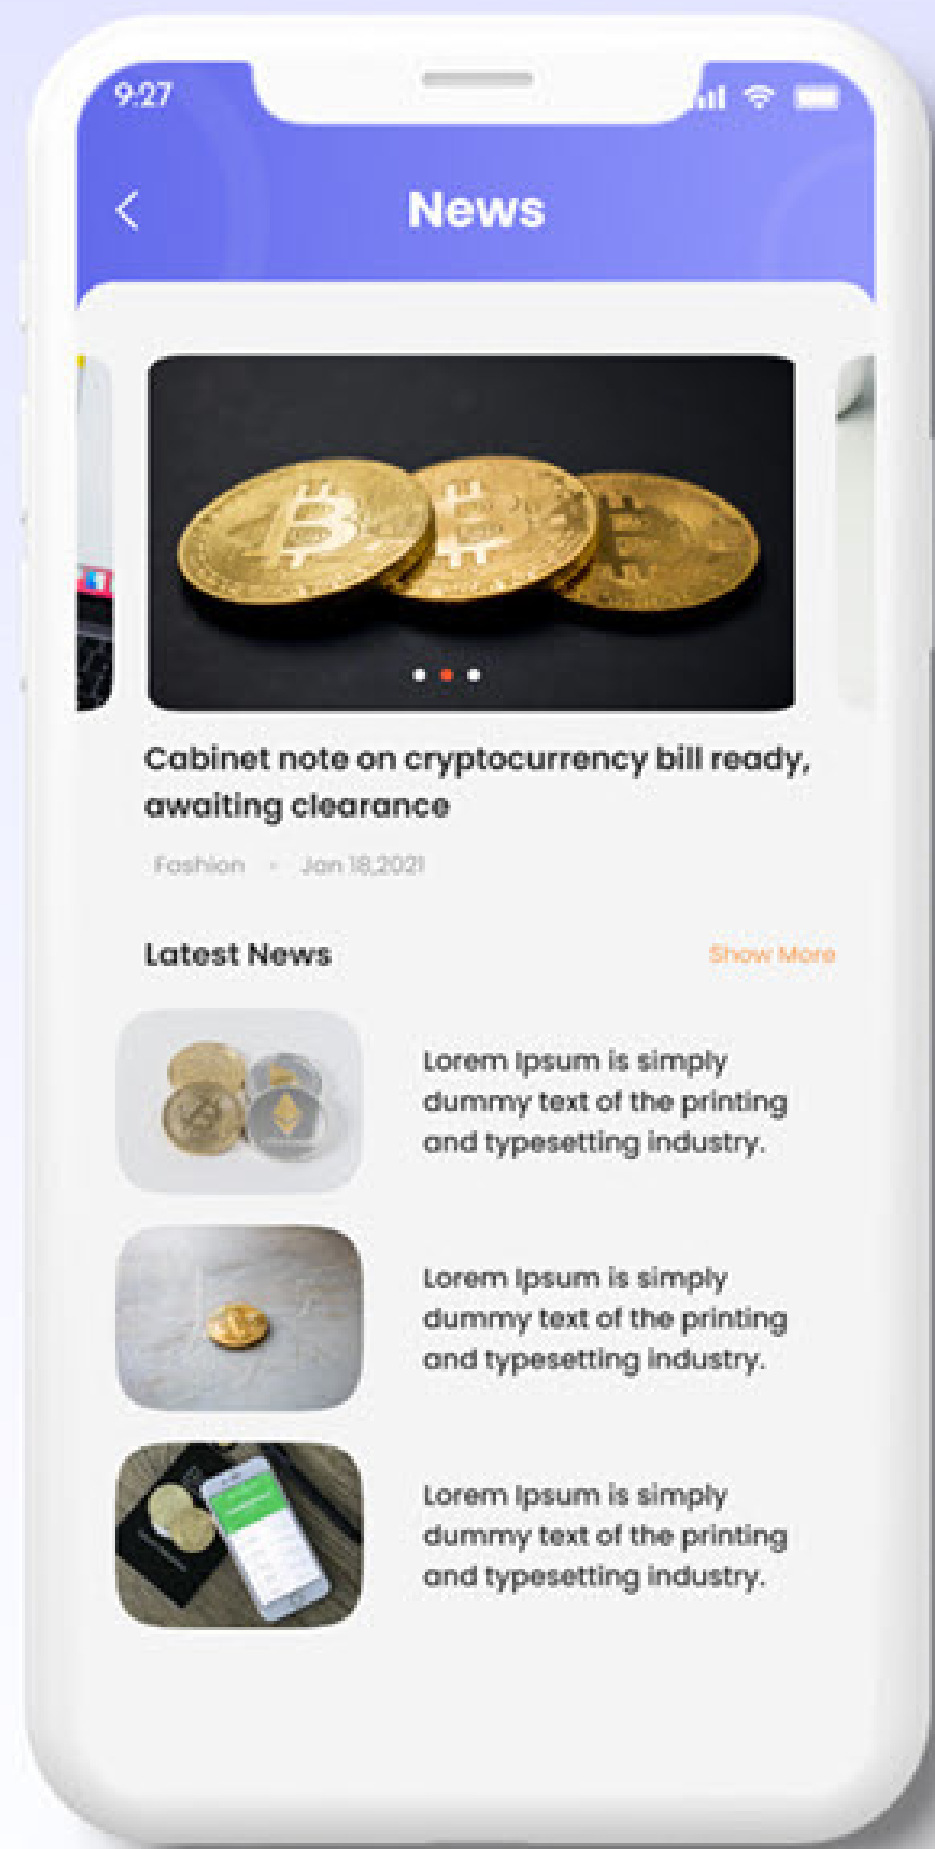 9:27
News
Cabinet note on cryptocurrency bill ready,
awaiting clearance
Fashion • Jan 18,2021
Latest News
Show More
Lorem Ipsum is simply
dummy text of the printing
and typesetting industry.
Lorem Ipsum is simply
dummy text of the printing
and typesetting industry.
Lorem Ipsum is simply
dummy text of the printing
and typesetting industry.